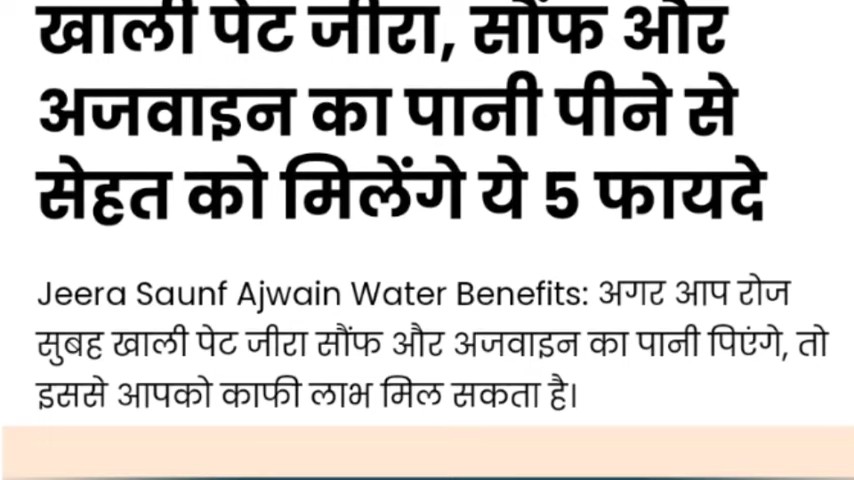 खाली पेट जीरा, सौंफ और
अजवाइन का पानी पीने से
सेहत को मिलेंगे ये 5 फायदे
Jeera Saunf Ajwain Water Benefits: अगर आप रोज
सुबह खाली पेट जीरा सौंफ और अजवाइन का पानी पिएंगे, तो
इससे आपको काफी लाभ मिल सकता है।